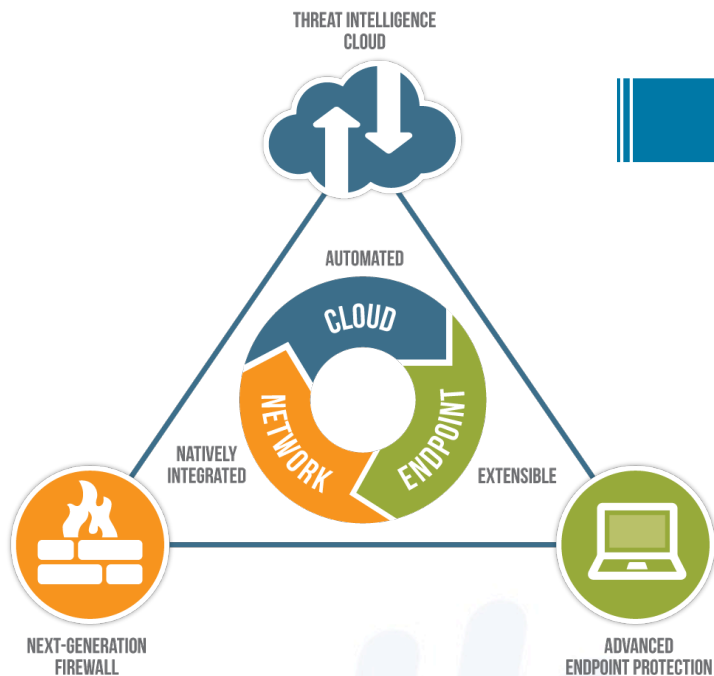 THREAT INTELLIGENCE
CLOUD
AUTOMATED
CLOUD
NETWORK
ENDPOINT
NATIVELY
INTEGRATED
EXTENSIBLE
NEXT-GENERATION
FIREWALL
ADVANCED
ENDPOINT PROTECTION